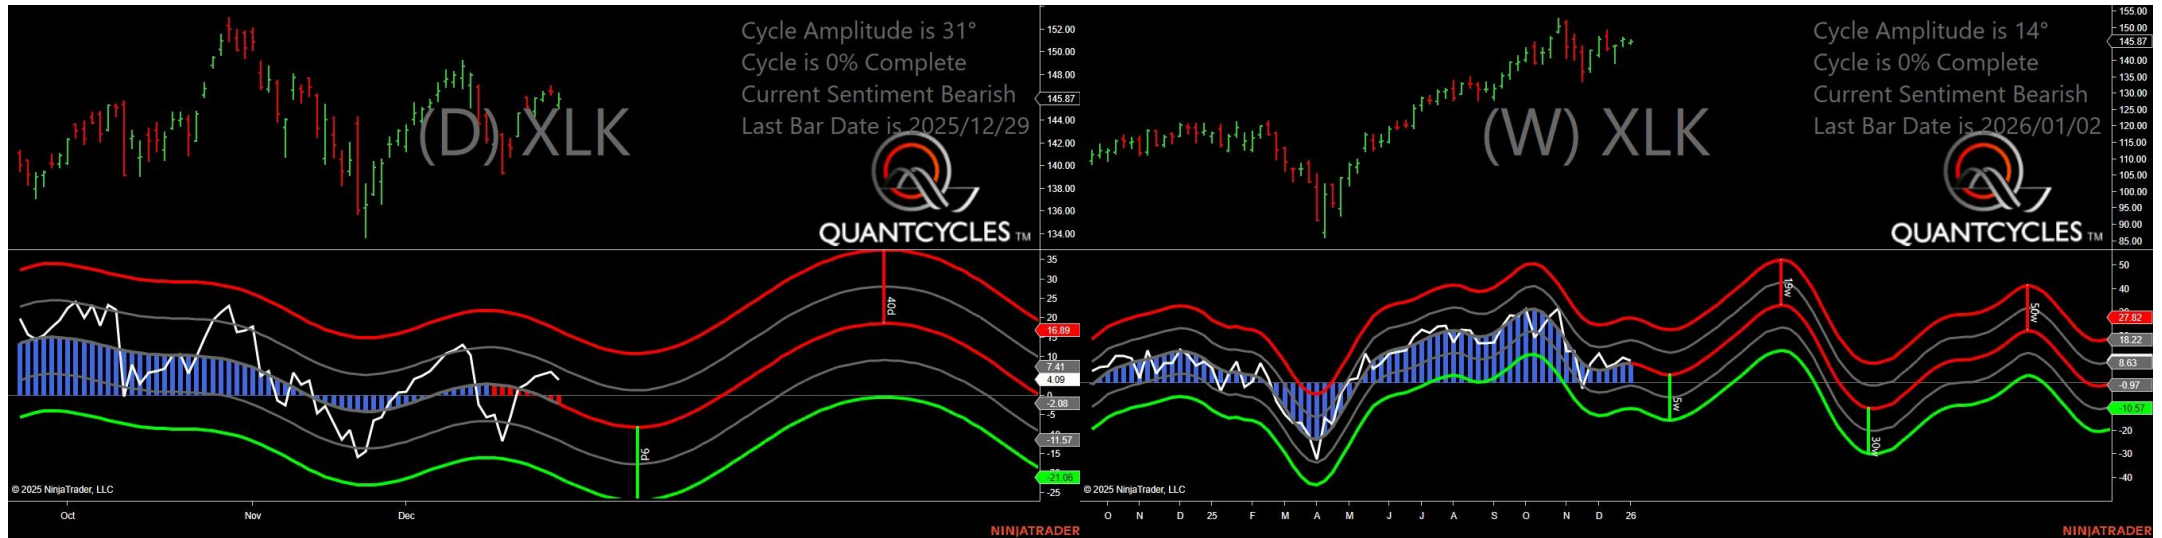 Cycle Amplitude is 31°
Cycle is 0% Complete
Current Sentiment Bearish
Last Bar Date is 2025/12/29
(D) XLK
QUANTCYCLES TM
152.00
150.00
148.00
145.87
144.00
142.00
140.00
138.00
136.00
134.00
40d
9d
35
30
25
20
16.89
10
7.41
4.09
-2.08
-5
-11.57
-15
-21.06
-25
© 2025 NinjaTrader, LLC
Oct Nov Dec
NINJATRADER
Cycle Amplitude is 14°
Cycle is 0% Complete
Current Sentiment Bearish
Last Bar Date is 2026/01/02
(W) XLK
QUANTCYCLES TM
155.00
150.00
145.87
140.00
135.00
130.00
125.00
120.00
115.00
110.00
105.00
100.00
95.00
90.00
85.00
19w
50w
5w
30w
50
40
27.82
18.22
8.63
-0.97
-10.57
-20
-30
-40
© 2025 NinjaTrader, LLC
O N D 25 F M A M J J A S O N D 26
NINJATRADER